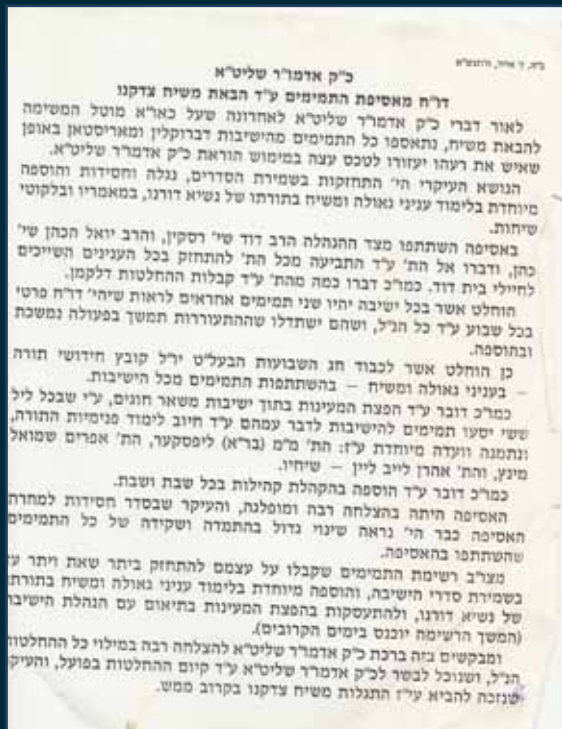 ב"ה, ך' אייר, ה'תנש"א
כ"ק אדמו"ר שליט"א
דו"ח מאסיפת התמימים ע"ד הבאת משיח צדקנו
לאור דברי כ"ק אדמו"ר שליט"א לאחרונה שעל כאו"א מוטל המשימה
להבאת משיח, נתאספו כל התמימים מהישיבות דברוקלין ומאריסטאן באופן
שאיש את רעהו יעזורו לטכס עצה במימוש הוראת כ"ק אדמו"ר שליט"א.
הנושא העיקרי הי' התחזקות בשמירת הסדרים, נגלה וחסידות והוספה
מיוחדת בלימוד עניני גאולה ומשיח בתורתו של נשיא דורנו, במאמריו ובלקוטי
שיחות.
באסיפה השתתפו מצד ההנהלה הרב דוד שי' רסקין, והרב יואל הכהן שי'
כהן, ודברו אל הת' ע"ד התביעה מכל הת' להתחזק בכל הענינים השייכים
לחיילי בית דוד. כמו"כ דברו כמה מהת' ע"ד קבלות ההחלטות דלקמן.
הוחלט אשר בכל ישיבה יהיו שני תמימים אחראים לראות שיהי' דו"ח פרטי
בכל שבוע ע"ד כל הנ"ל, ושהם ישתדלו שההתעוררות תמשך בפעולה נמשכת
ובהוספה.
כן הוחלט אשר לכבוד חג השבועות הבעל"ט יו"ל קובץ חידושי תורה
– בעניני גאולה ומשיח – בהשתתפות התמימים מכל הישיבות.
כמו"כ דובר ע"ד הפצת המעינות בתוך ישיבות משאר חוגים, ע"י שבכל ליל
ששי יסעו תמימים להישיבות לדבר עמהם ע"ד חיוב לימוד פנימיות התורה,
ונתמנה וועדה מיוחדת ע"ז: הת' מ"מ (בר"א) ליפסקער, הת' אפרים שמואל
מינץ, והת' אהרן לייב ליין – שיחיו.
כמו"כ דובר ע"ד הוספה בהקהלת קהילות בכל שבת ושבת.
האסיפה היתה בהצלחה רבה ומופלגה, והעיקר שבסדר חסידות למחרת
האסיפה כבר הי' נראה שינוי גדול בהתמדה ושקידה של כל התמימים
שהשתתפו בהאסיפה.
מצו"ב רשימת התמימים שקבלו על עצמם להתחזק ביתר שאת ויתר עז
בשמירת סדרי הישיבה, והוספה מיוחדת בלימוד עניני גאולה ומשיח בתורתו
של נשיא דורנו, ולהתעסקות בהפצת המעינות בתיאום עם הנהלת הישיבה
(המשך הרשימה יוכנס בימים הקרובים).
ומבקשים בזה ברכת כ"ק אדמו"ר שליט"א להצלחה רבה במילוי כל ההחלטות
הנ"ל, ושנוכל לבשר לכ"ק אדמו"ר שליט"א ע"ד קיום ההחלטות בפועל, והעיקר
שנזכה להביא עי"ז התגלות משיח צדקנו בקרוב ממש.